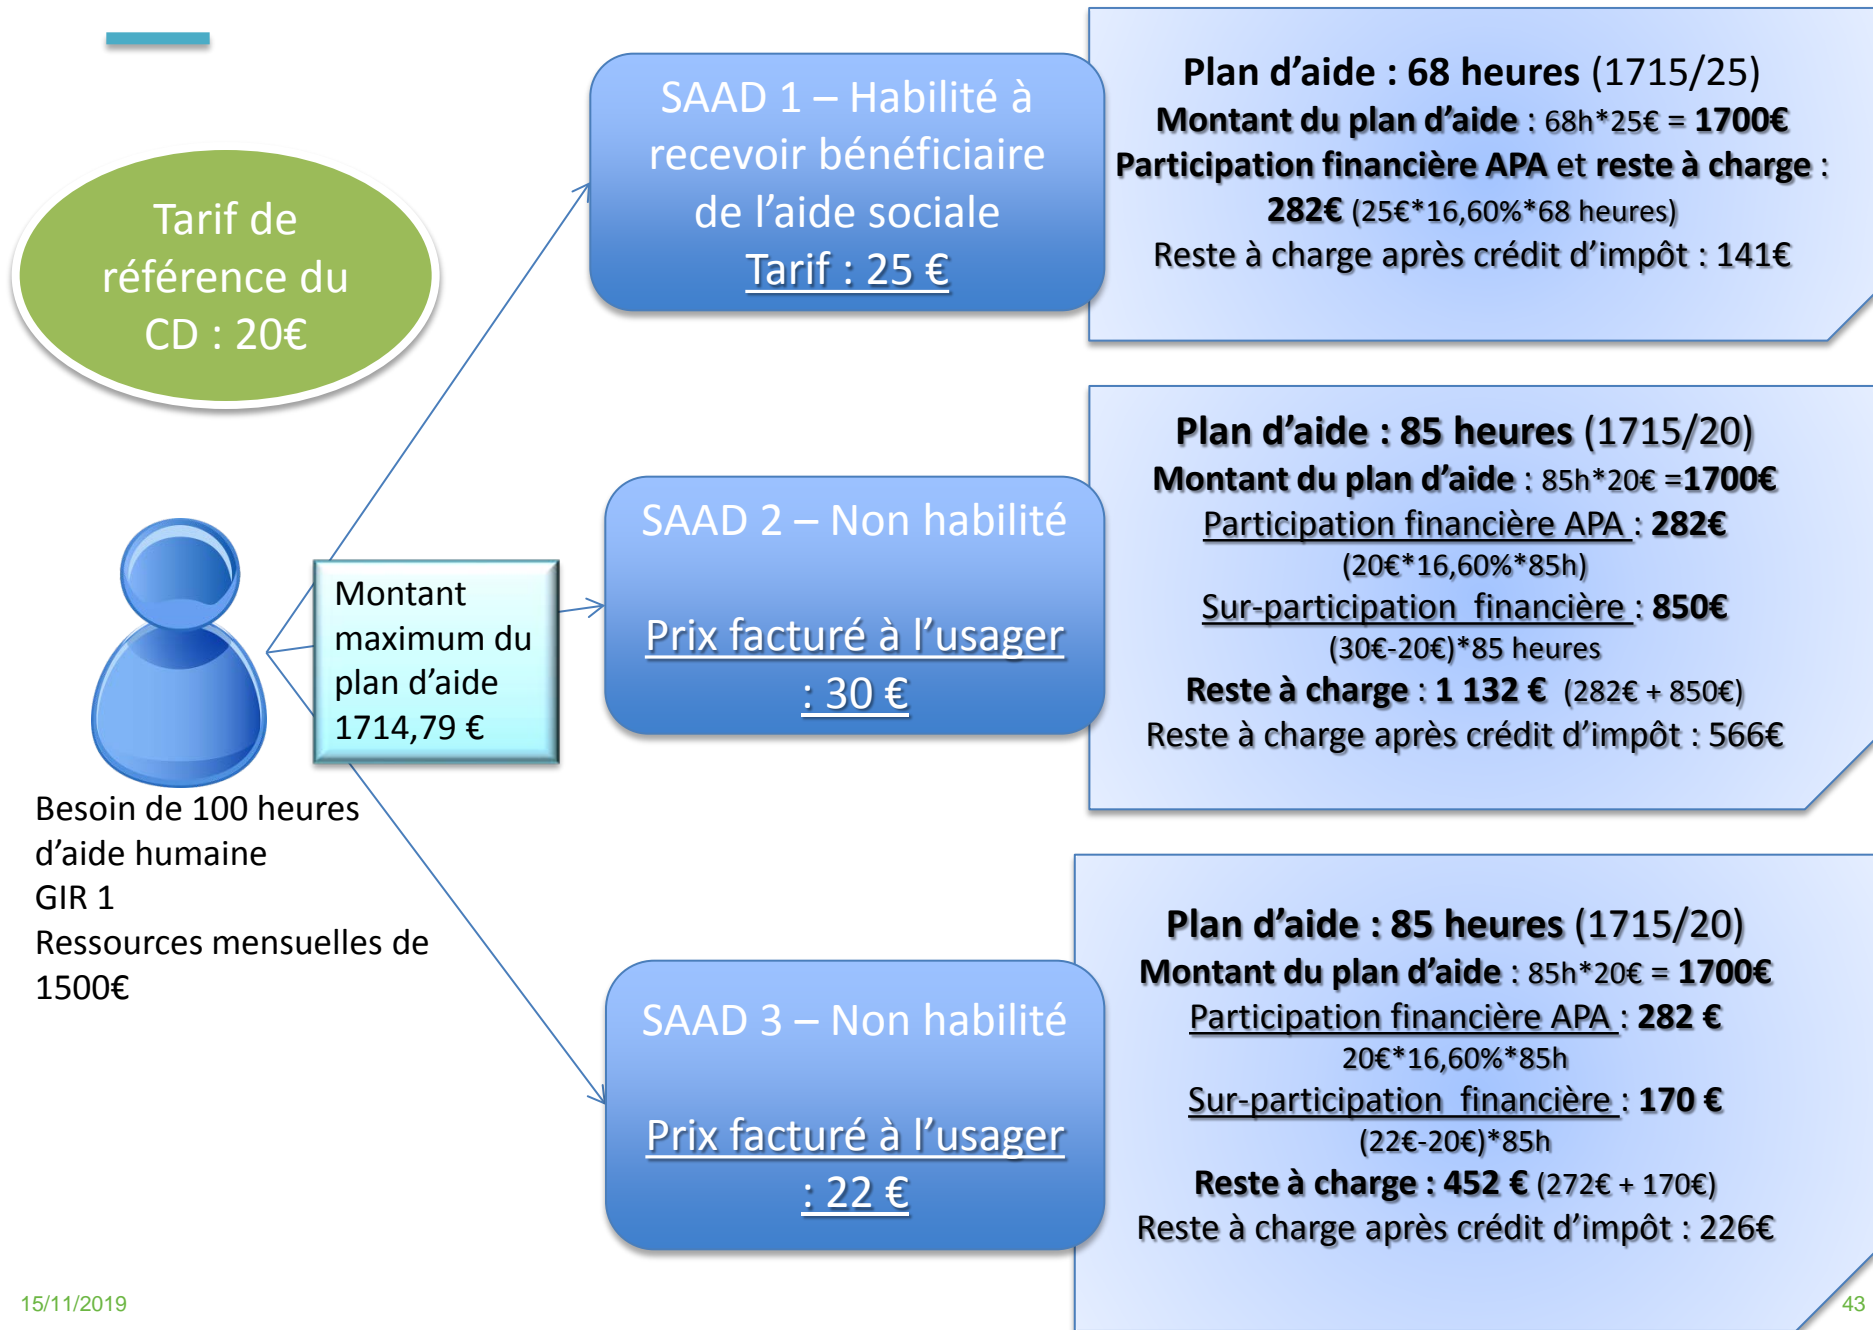 Tarif de
référence du
CD : 20€
Besoin de 100 heures
d’aide humaine
GIR 1
Ressources mensuelles de
1500€
Montant
maximum du
plan d’aide
1714,79 €
SAAD 1 – Habilité à
recevoir bénéficiaire
de l’aide sociale
Tarif : 25 €
Plan d’aide : 68 heures (1715/25)
Montant du plan d’aide : 68h*25€ = 1700€
Participation financière APA et reste à charge :
282€ (25€*16,60%*68 heures)
Reste à charge après crédit d’impôt : 141€
SAAD 2 – Non habilité
Prix facturé à l’usager
: 30 €
Plan d’aide : 85 heures (1715/20)
Montant du plan d’aide : 85h*20€ =1700€
Participation financière APA : 282€
(20€*16,60%*85h)
Sur-participation financière : 850€
(30€-20€)*85 heures
Reste à charge : 1 132 € (282€ + 850€)
Reste à charge après crédit d’impôt : 566€
SAAD 3 – Non habilité
Prix facturé à l’usager
: 22 €
Plan d’aide : 85 heures (1715/20)
Montant du plan d’aide : 85h*20€ = 1700€
Participation financière APA : 282 €
20€*16,60%*85h
Sur-participation financière : 170 €
(22€-20€)*85h
Reste à charge : 452 € (272€ + 170€)
Reste à charge après crédit d’impôt : 226€
15/11/2019
43